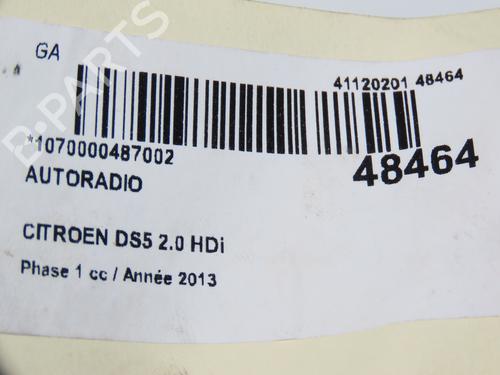 GA
41120201 48464
*1070000487002
48464
AUTORADIO
CITROEN DS5 2.0 HDi
Phase 1 cc / Année 2013
B-PARTS